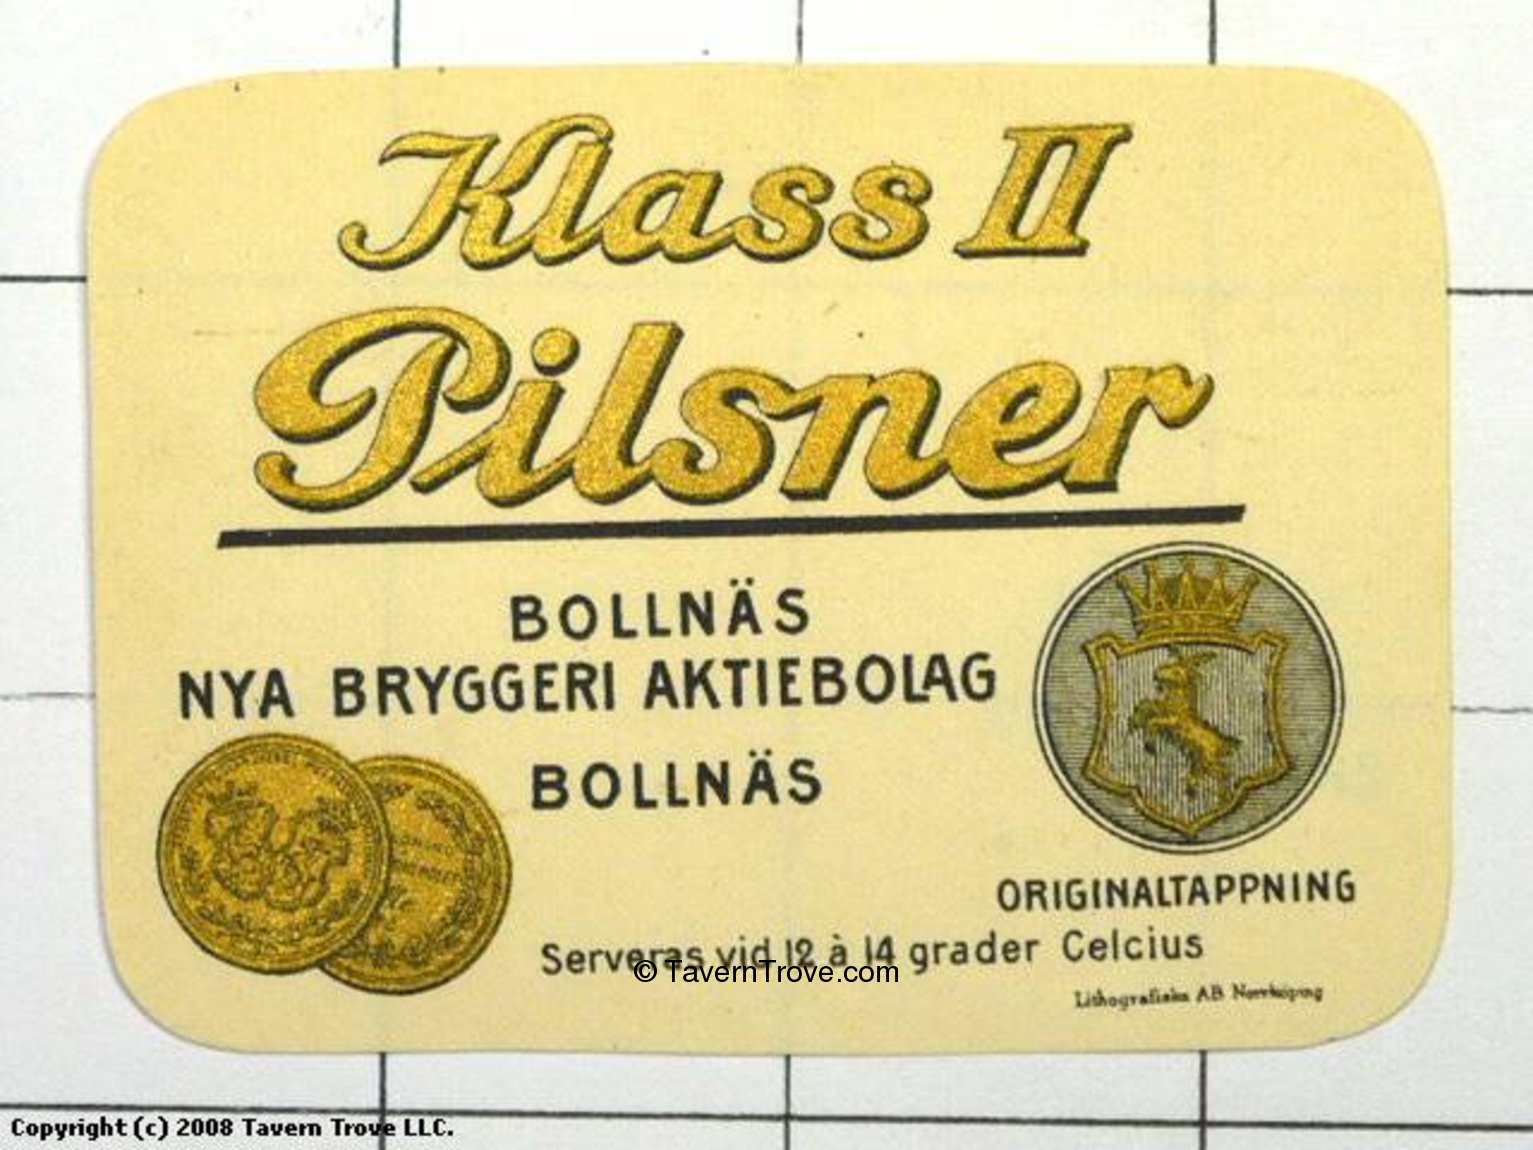 Klass II
Pilsner
BOLLNÄS
NYA BRYGGERI AKTIEBOLAG
BOLLNÄS
ORIGINALTAPPNING
Serveras vid 12 à 14 grader Celcius
© TavernTrove.com
Lithografiska AB Norrköping
Copyright (c) 2008 Tavern Trove LLC.